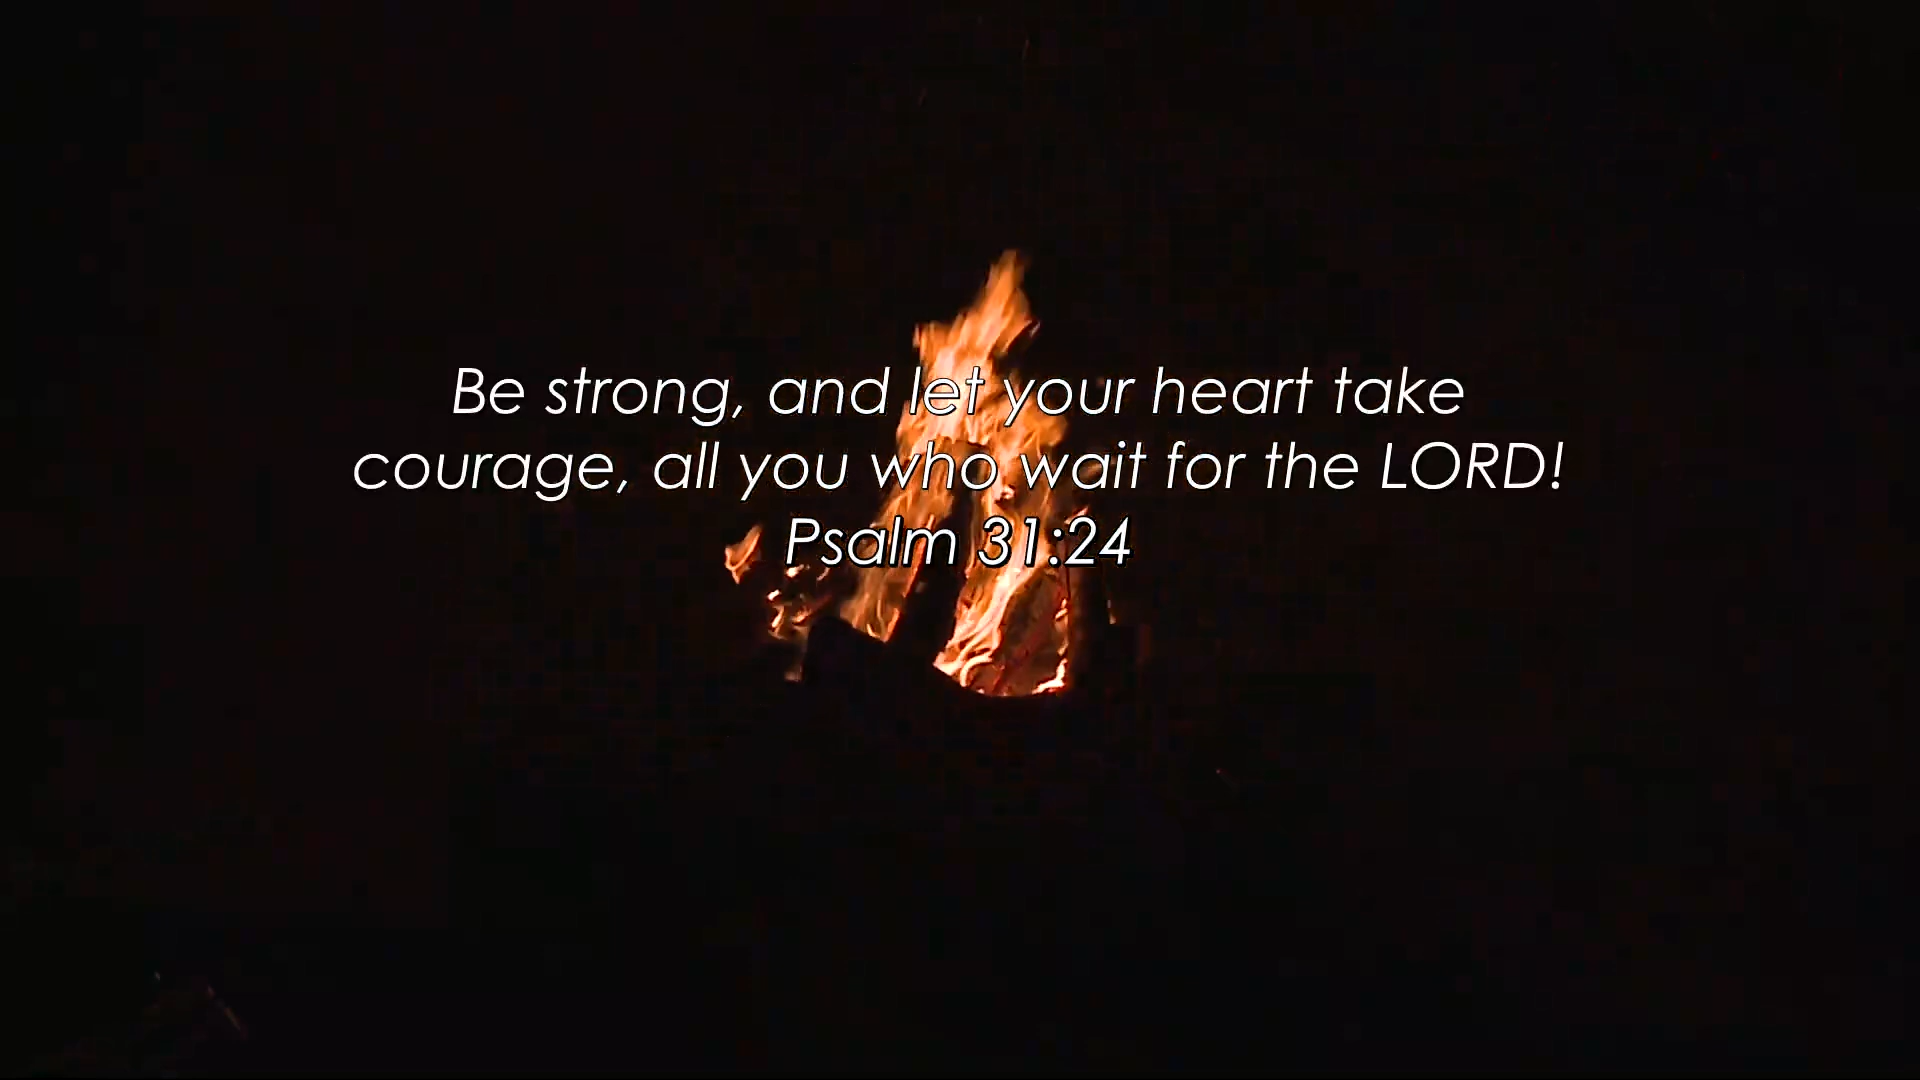 Be strong, and let your heart take
courage, all you who wait for the LORD!
Psalm 31:24